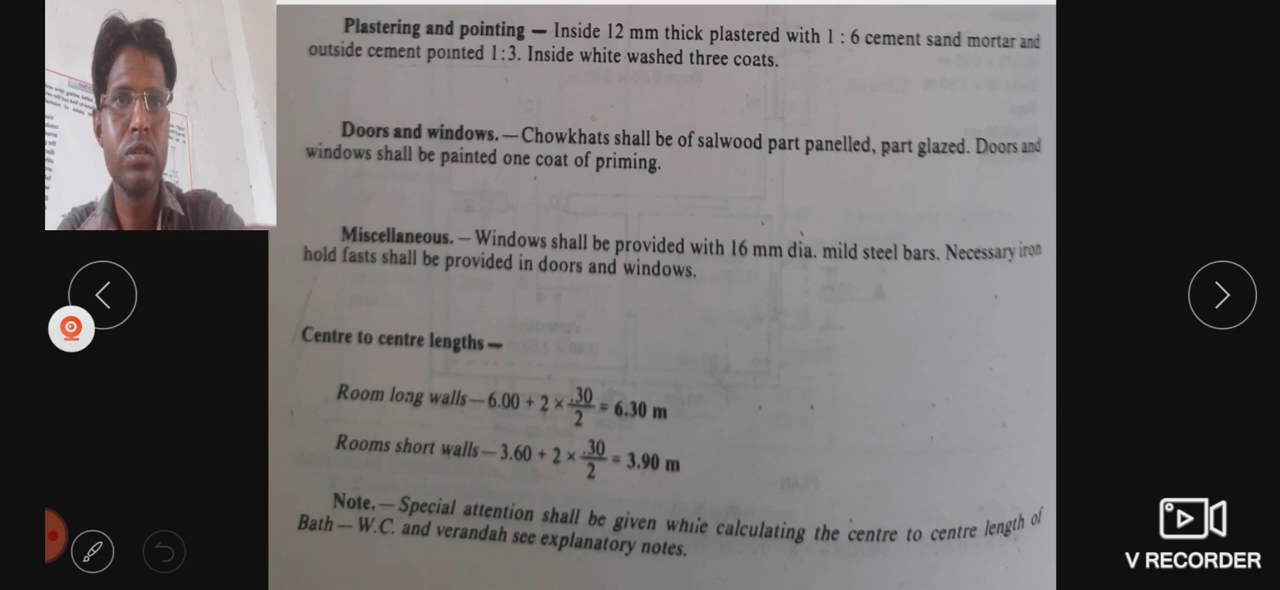 Plastering and pointing — Inside 12 mm thick plastered with 1 : 6 cement sand mortar and
outside cement pointed 1:3. Inside white washed three coats.
Doors and windows. — Chowkhats shall be of salwood part panelled, part glazed. Doors and
windows shall be painted one coat of priming.
Miscellaneous. — Windows shall be provided with 16 mm dia. mild steel bars. Necessary iron
hold fasts shall be provided in doors and windows.
Centre to centre lengths —
Room long walls — 6.00 + 2 × .30/2 = 6.30 m
Rooms short walls — 3.60 + 2 × .30/2 = 3.90 m
Note. — Special attention shall be given while calculating the centre to centre length of
Bath — W.C. and verandah see explanatory notes.
V RECORDER